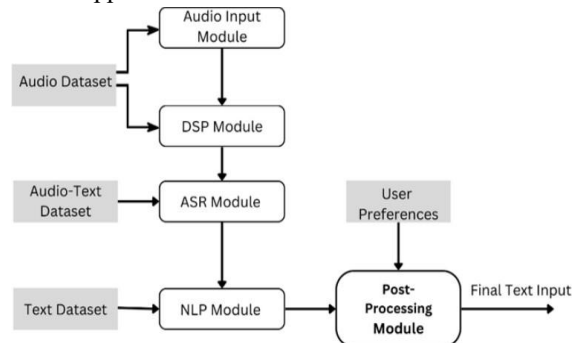 Audio Input
Module
Audio Dataset
DSP Module
Audio-Text
Dataset
ASR Module
User
Preferences
Text Dataset
NLP Module
Post-
Processing
Module
Final Text Input